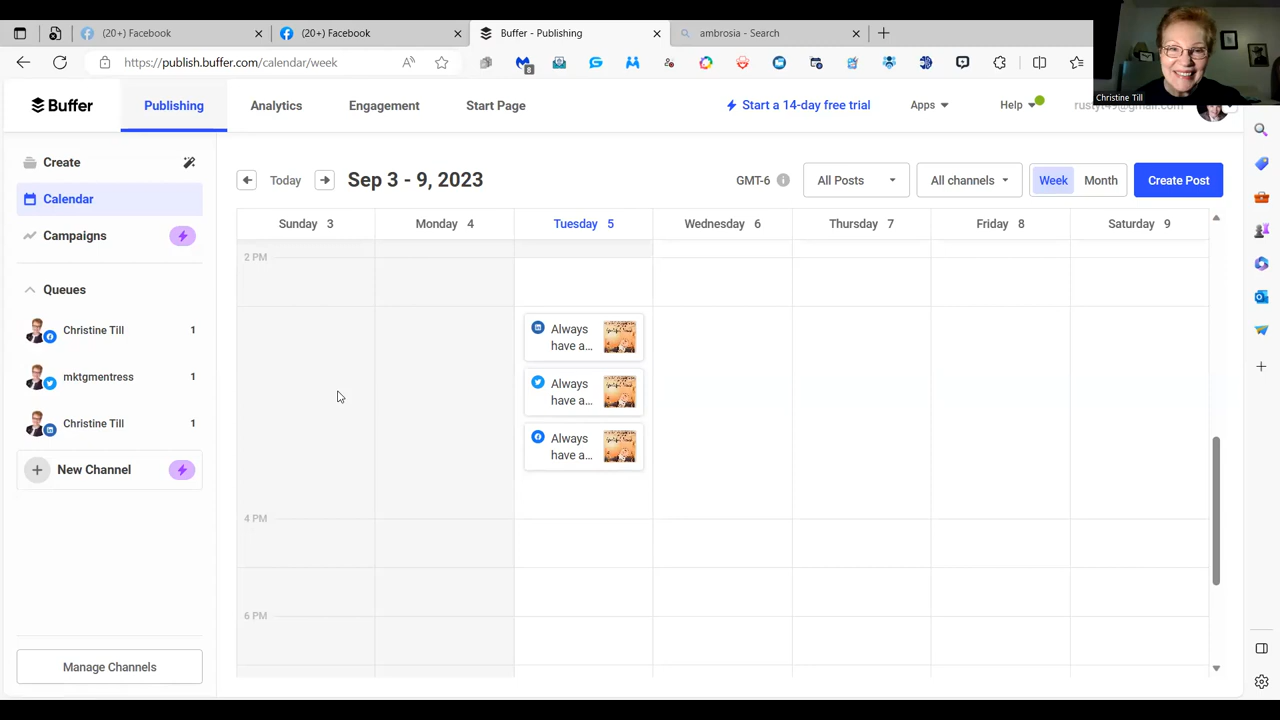 (20+) Facebook
(20+) Facebook
Buffer - Publishing
ambrosia - Search
https://publish.buffer.com/calendar/week
8
Christine Till
Buffer
Publishing
Analytics
Engagement
Start Page
Start a 14-day free trial
Apps
Help
rustyt49@gmail.com
Create
Calendar
Campaigns
Queues
Christine Till 1
mktgmentress 1
Christine Till 1
New Channel
Manage Channels
Today
Sep 3 - 9, 2023
GMT-6
All Posts
All channels
Week
Month
Create Post
Sunday 3
Monday 4
Tuesday 5
Wednesday 6
Thursday 7
Friday 8
Saturday 9
2 PM
Always
have a...
Always
have a...
Always
have a...
4 PM
6 PM